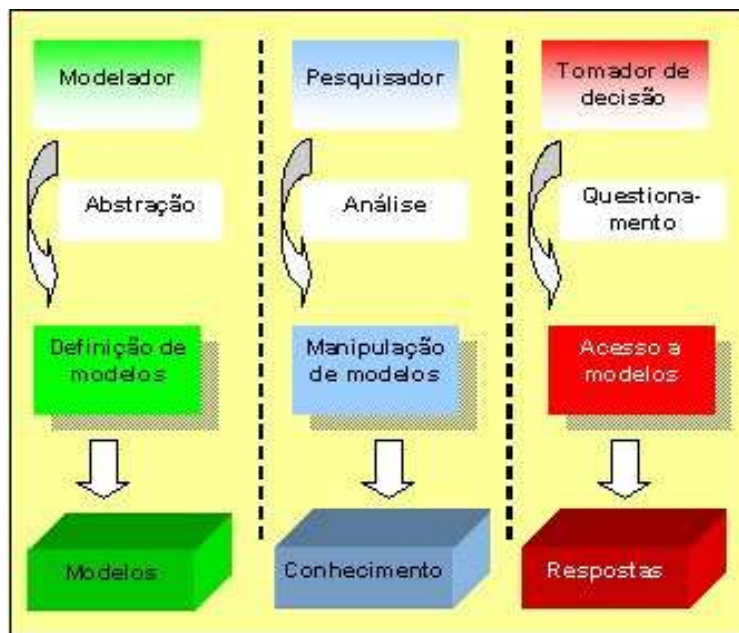 Modelador
Abstração
Definição de
modelos
Modelos
Pesquisador
Análise
Manipulação
de modelos
Conhecimento
Tomador de
decisão
Questiona-
mento
Acesso a
modelos
Respostas